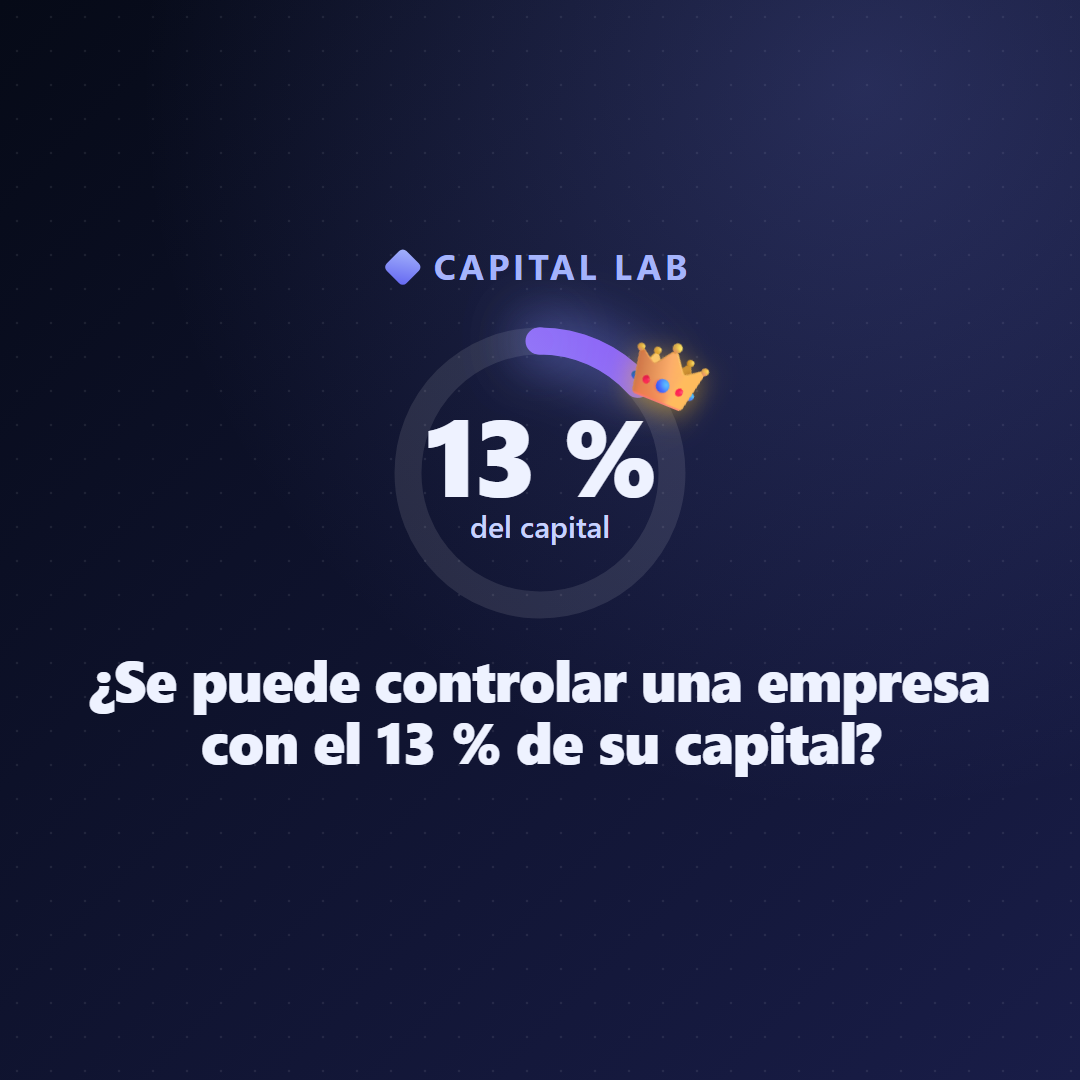 CAPITAL LAB
13 %
del capital
¿Se puede controlar una empresa
con el 13 % de su capital?